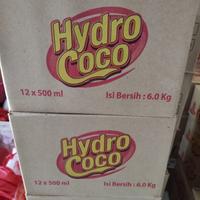 Hydro
Coco
12 x 500 ml
Isi Bersih : 6.0 Kg
Hydro
Coco
12 x 500 ml
Isi Bersih : 6.0 Kg